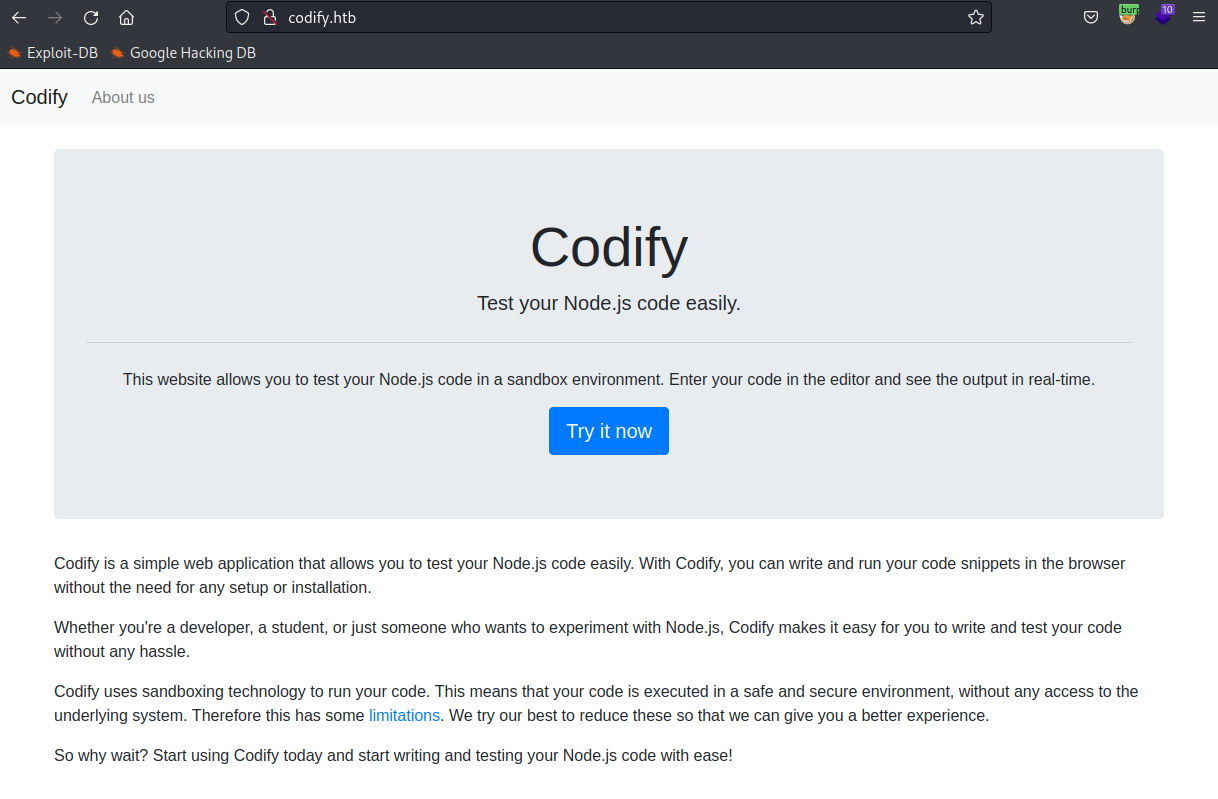 codify.htb
burp
10
Exploit-DB
Google Hacking DB
Codify
About us
Codify
Test your Node.js code easily.
This website allows you to test your Node.js code in a sandbox environment. Enter your code in the editor and see the output in real-time.
Try it now
Codify is a simple web application that allows you to test your Node.js code easily. With Codify, you can write and run your code snippets in the browser
without the need for any setup or installation.
Whether you're a developer, a student, or just someone who wants to experiment with Node.js, Codify makes it easy for you to write and test your code
without any hassle.
Codify uses sandboxing technology to run your code. This means that your code is executed in a safe and secure environment, without any access to the
underlying system. Therefore this has some limitations. We try our best to reduce these so that we can give you a better experience.
So why wait? Start using Codify today and start writing and testing your Node.js code with ease!